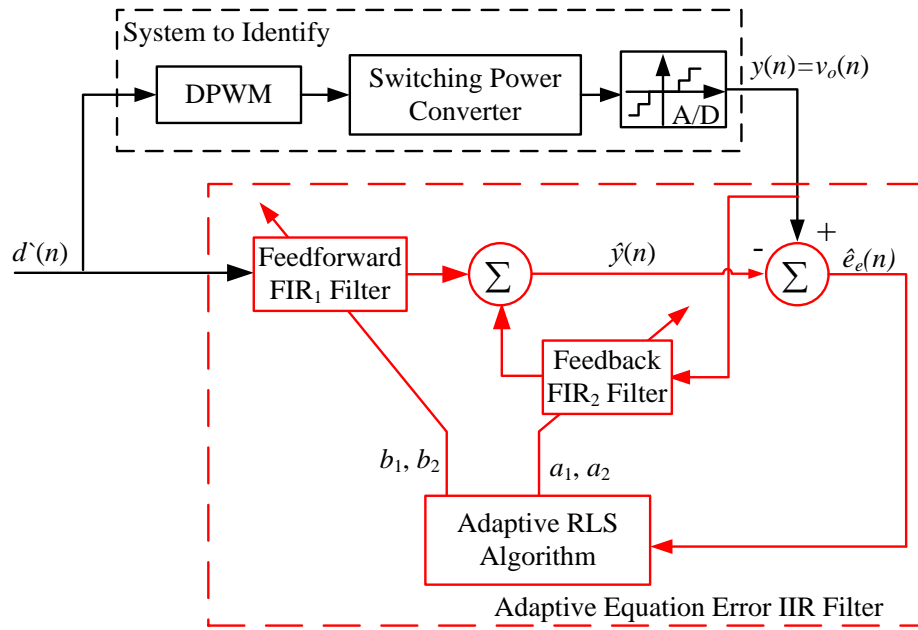 System to Identify
DPWM
Switching Power
Converter
A/D
y(n)=vₒ(n)
d`(n)
Feedforward
FIR₁ Filter
Σ
ŷ(n)
-
+
Σ
êₑ(n)
Feedback
FIR₂ Filter
b₁, b₂
a₁, a₂
Adaptive RLS
Algorithm
Adaptive Equation Error IIR Filter